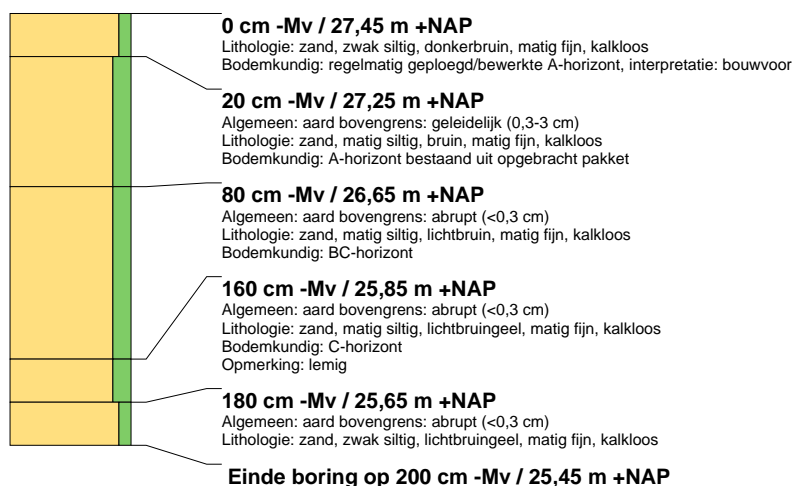 0 cm -Mv / 27,45 m +NAP
Lithologie: zand, zwak siltig, donkerbruin, matig fijn, kalkloos
Bodemkundig: regelmatig geploegd/bewerkte A-horizont, interpretatie: bouwvoor
20 cm -Mv / 27,25 m +NAP
Algemeen: aard bovengrens: geleidelijk (0,3-3 cm)
Lithologie: zand, matig siltig, bruin, matig fijn, kalkloos
Bodemkundig: A-horizont bestaand uit opgebracht pakket
80 cm -Mv / 26,65 m +NAP
Algemeen: aard bovengrens: abrupt (<0,3 cm)
Lithologie: zand, matig siltig, lichtbruin, matig fijn, kalkloos
Bodemkundig: BC-horizont
160 cm -Mv / 25,85 m +NAP
Algemeen: aard bovengrens: abrupt (<0,3 cm)
Lithologie: zand, matig siltig, lichtbruingeel, matig fijn, kalkloos
Bodemkundig: C-horizont
Opmerking: lemig
180 cm -Mv / 25,65 m +NAP
Algemeen: aard bovengrens: abrupt (<0,3 cm)
Lithologie: zand, zwak siltig, lichtbruingeel, matig fijn, kalkloos
Einde boring op 200 cm -Mv / 25,45 m +NAP